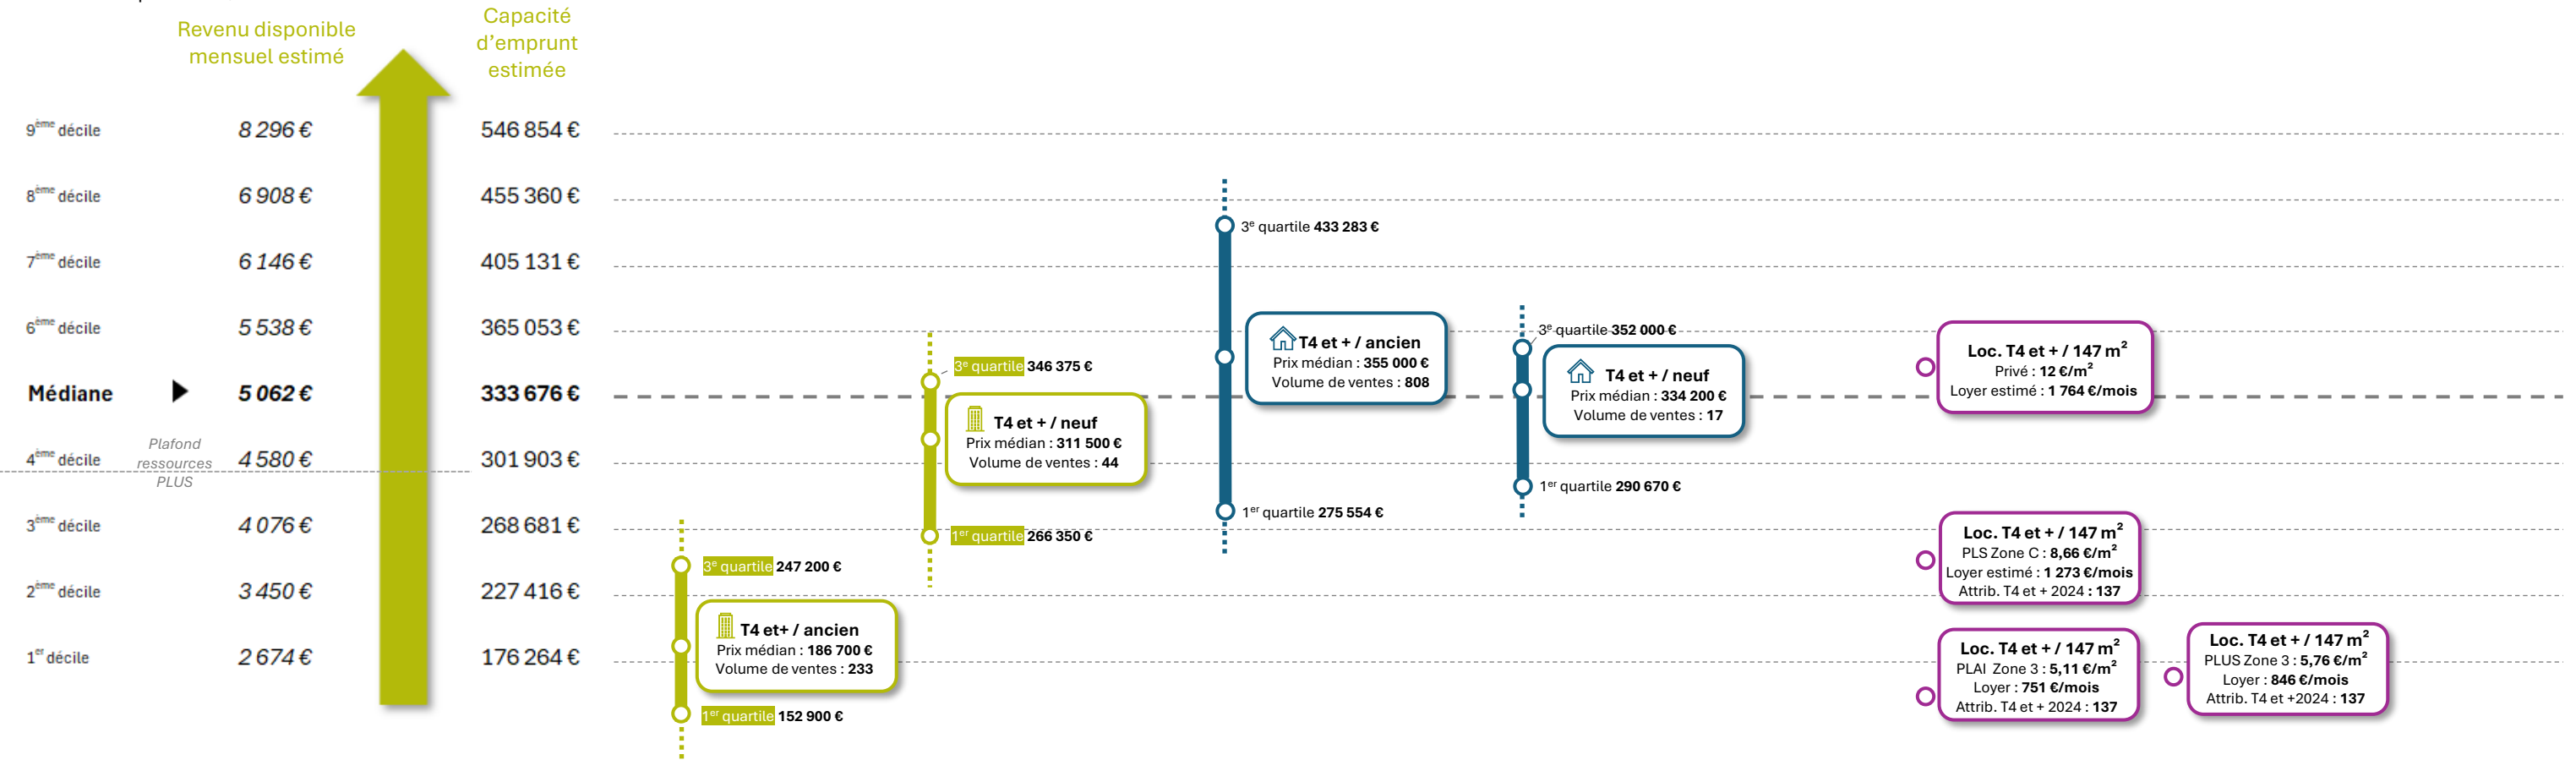 Revenu disponible
mensuel estimé
Capacité
d'emprunt
estimée
9ème décile 8 296 € 546 854 €
8ème décile 6 908 € 455 360 €
7ème décile 6 146 € 405 131 €
6ème décile 5 538 € 365 053 €
Médiane 5 062 € 333 676 €
4ème décile 4 580 € 301 903 €
Plafond
ressources
PLUS
3ème décile 4 076 € 268 681 €
2ème décile 3 450 € 227 416 €
1er décile 2 674 € 176 264 €
3e quartile 247 200 €
T4 et+ / ancien
Prix médian : 186 700 €
Volume de ventes : 233
1er quartile 152 900 €
3e quartile 346 375 €
T4 et + / neuf
Prix médian : 311 500 €
Volume de ventes : 44
1er quartile 266 350 €
3e quartile 433 283 €
T4 et + / ancien
Prix médian : 355 000 €
Volume de ventes : 808
1er quartile 275 554 €
3e quartile 352 000 €
T4 et + / neuf
Prix médian : 334 200 €
Volume de ventes : 17
1er quartile 290 670 €
Loc. T4 et + / 147 m²
Privé : 12 €/m²
Loyer estimé : 1 764 €/mois
Loc. T4 et + / 147 m²
PLS Zone C : 8,66 €/m²
Loyer estimé : 1 273 €/mois
Attrib. T4 et + 2024 : 137
Loc. T4 et + / 147 m²
PLAI Zone 3 : 5,11 €/m²
Loyer : 751 €/mois
Attrib. T4 et + 2024 : 137
Loc. T4 et + / 147 m²
PLUS Zone 3 : 5,76 €/m²
Loyer : 846 €/mois
Attrib. T4 et +2024 : 137